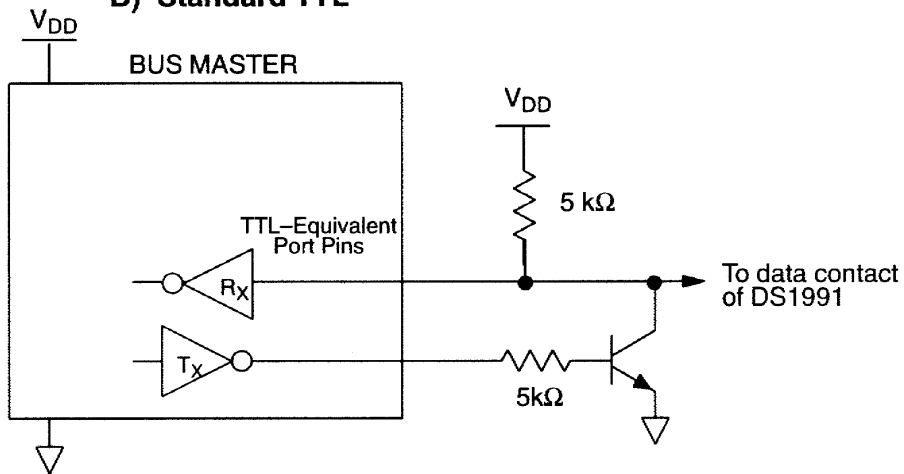 B) Standard TTL
VDD
BUS MASTER
VDD
5 kΩ
TTL–Equivalent
Port Pins
RX
To data contact
of DS1991
TX
5kΩ